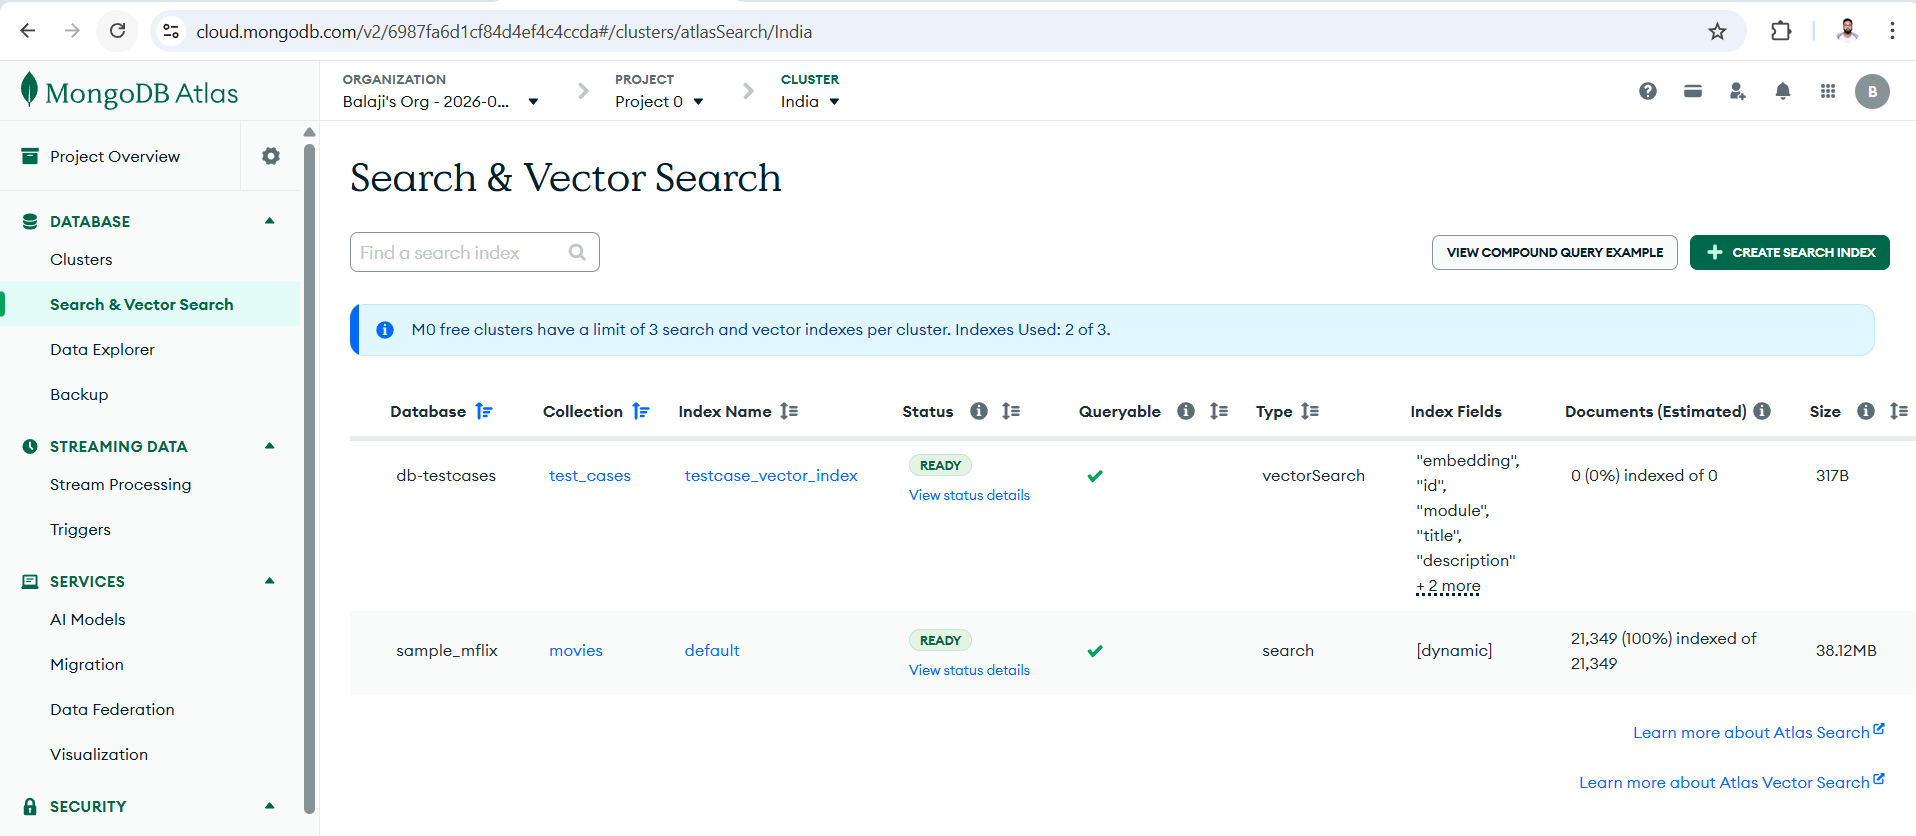 cloud.mongodb.com/v2/6987fa6d1cf84d4ef4c4ccda#/clusters/atlasSearch/India
MongoDB Atlas
ORGANIZATION
Balaji's Org - 2026-0...
PROJECT
Project 0
CLUSTER
India
B
Project Overview
DATABASE
Clusters
Search & Vector Search
Data Explorer
Backup
STREAMING DATA
Stream Processing
Triggers
SERVICES
AI Models
Migration
Data Federation
Visualization
SECURITY
Search & Vector Search
Find a search index
VIEW COMPOUND QUERY EXAMPLE
CREATE SEARCH INDEX
M0 free clusters have a limit of 3 search and vector indexes per cluster. Indexes Used: 2 of 3.
Database Collection Index Name Status Queryable Type Index Fields Documents (Estimated) Size
db-testcases test_cases testcase_vector_index READY
View status details
vectorSearch
"embedding",
"id",
"module",
"title",
"description"
+ 2 more
0 (0%) indexed of 0
317B
sample_mflix movies default READY
View status details
search
[dynamic]
21,349 (100%) indexed of
21,349
38.12MB
Learn more about Atlas Search
Learn more about Atlas Vector Search